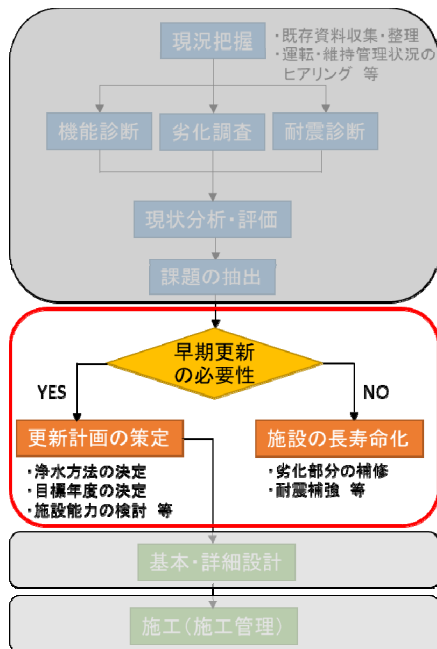 現況把握
・既存資料収集・整理
・運転・維持管理状況の
ヒアリング 等
機能診断
劣化調査
耐震診断
現状分析・評価
課題の抽出
早期更新
の必要性
YES
NO
更新計画の策定
施設の長寿命化
・浄水方法の決定
・目標年度の決定
・施設能力の検討 等
・劣化部分の補修
・耐震補強 等
基本・詳細設計
施工(施工管理)